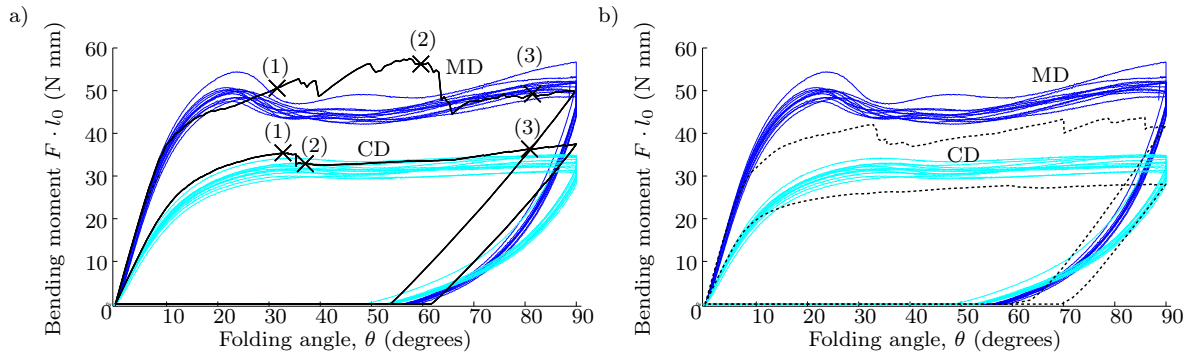 a)
Bending moment F · l0 (N mm)
60
50
40
30
20
10
0
(1)
(2)
(3)
MD
(1)
(2)
CD
(3)
0 10 20 30 40 50 60 70 80 90
Folding angle, θ (degrees)
b)
Bending moment F · l0 (N mm)
60
50
40
30
20
10
0
MD
CD
0 10 20 30 40 50 60 70 80 90
Folding angle, θ (degrees)